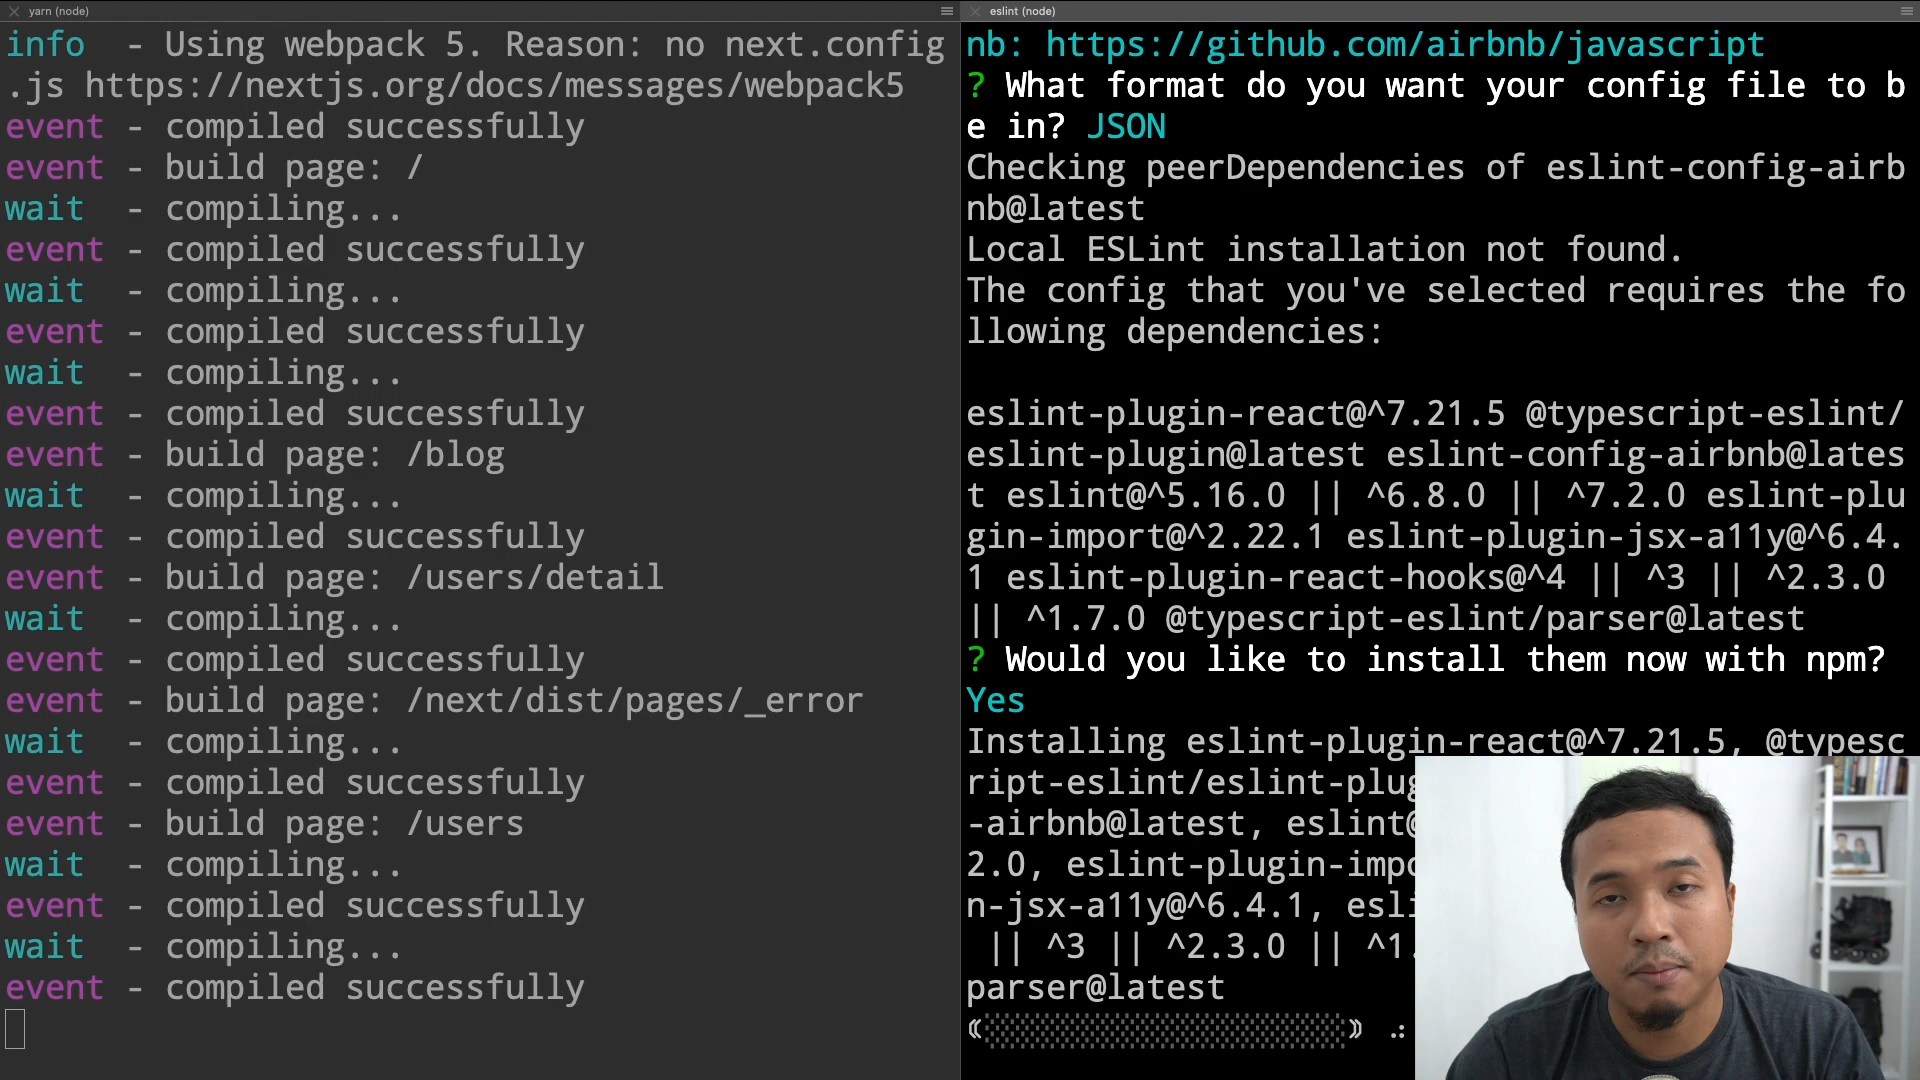 yarn (node)
info  - Using webpack 5. Reason: no next.config
.js https://nextjs.org/docs/messages/webpack5
event - compiled successfully
event - build page: /
wait  - compiling...
event - compiled successfully
wait  - compiling...
event - compiled successfully
wait  - compiling...
event - compiled successfully
event - build page: /blog
wait  - compiling...
event - compiled successfully
event - build page: /users/detail
wait  - compiling...
event - compiled successfully
event - build page: /next/dist/pages/_error
wait  - compiling...
event - compiled successfully
event - build page: /users
wait  - compiling...
event - compiled successfully
wait  - compiling...
event - compiled successfully
eslint (node)
nb: https://github.com/airbnb/javascript
? What format do you want your config file to b
e in? JSON
Checking peerDependencies of eslint-config-airb
nb@latest
Local ESLint installation not found.
The config that you've selected requires the fo
llowing dependencies:
eslint-plugin-react@^7.21.5 @typescript-eslint/
eslint-plugin@latest eslint-config-airbnb@lates
t eslint@^5.16.0 || ^6.8.0 || ^7.2.0 eslint-plu
gin-import@^2.22.1 eslint-plugin-jsx-a11y@^6.4.
1 eslint-plugin-react-hooks@^4 || ^3 || ^2.3.0
|| ^1.7.0 @typescript-eslint/parser@latest
? Would you like to install them now with npm?
Yes
Installing eslint-plugin-react@^7.21.5, @typesc
ript-eslint/eslint-plug
-airbnb@latest, eslint@
2.0, eslint-plugin-impo
n-jsx-a11y@^6.4.1, esli
|| ^3 || ^2.3.0 || ^1.
parser@latest